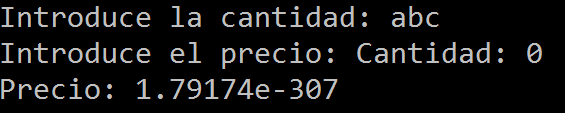 Introduce la cantidad: abc
Introduce el precio: Cantidad: 0
Precio: 1.79174e-307